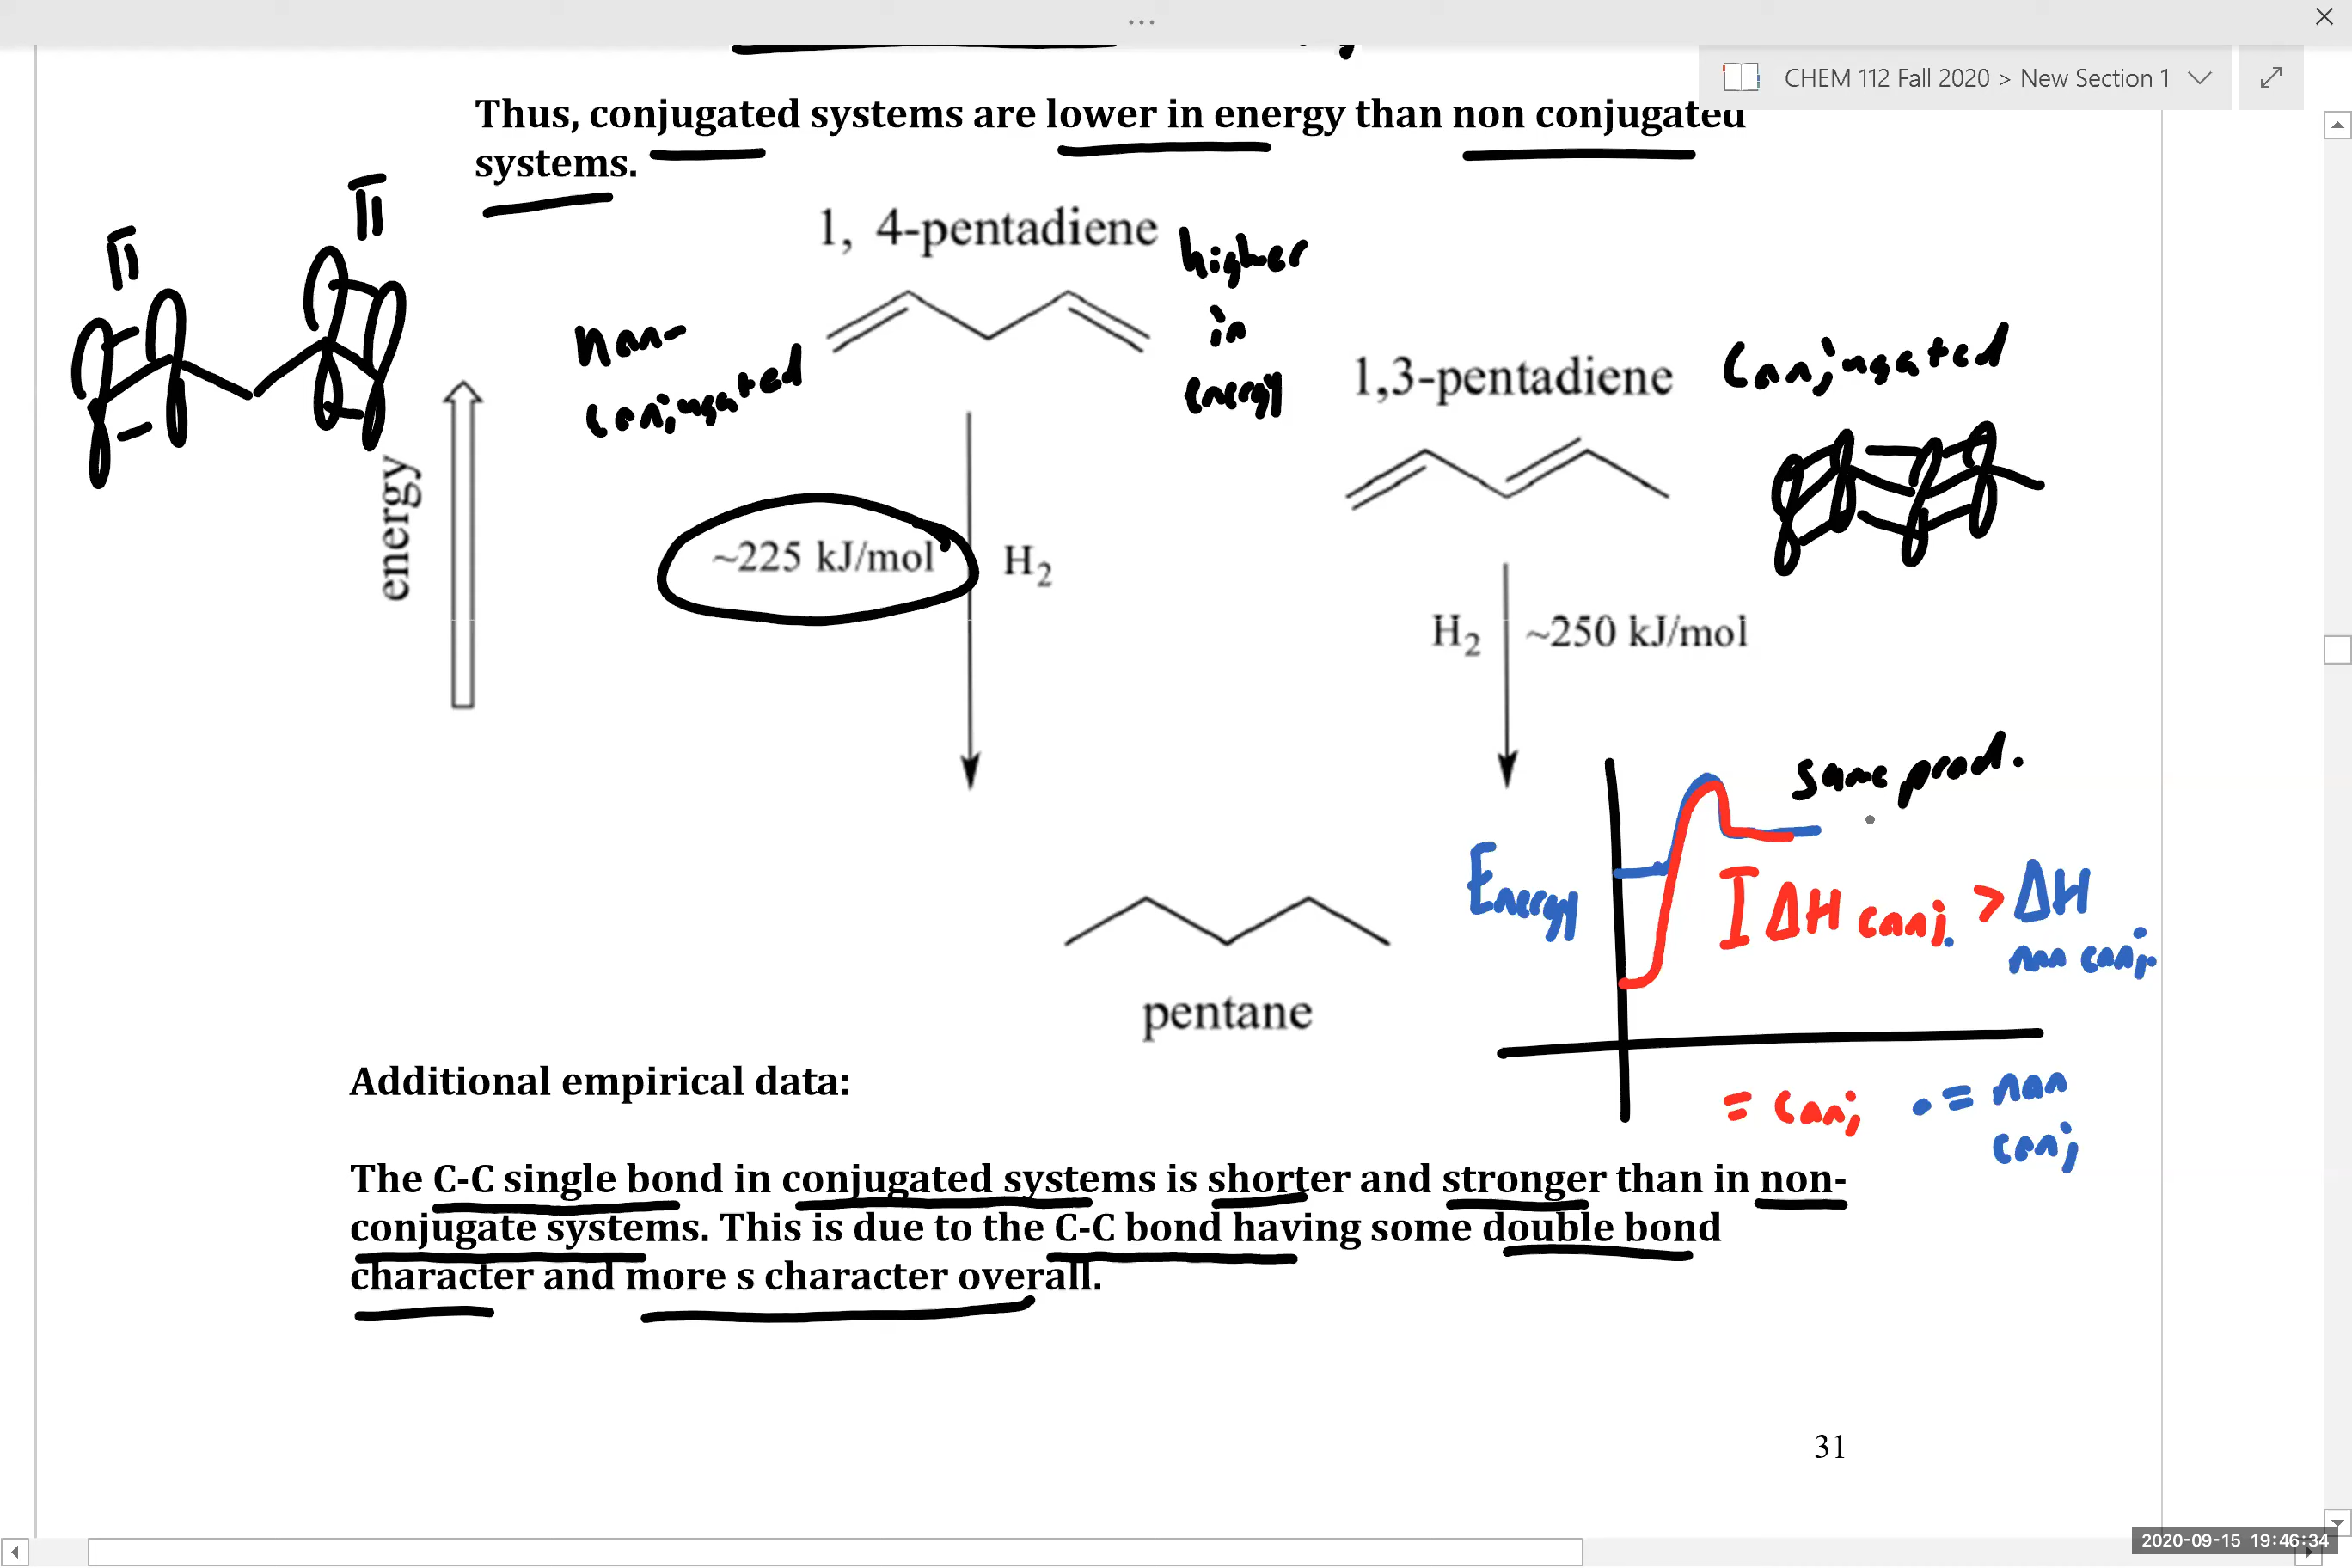 CHEM 112 Fall 2020 > New Section 1
Thus, conjugated systems are lower in energy than non conjugated
systems.
π
π
1, 4-pentadiene
higher
in
energy
non-
conjugated
1,3-pentadiene
Conjugated
energy
~225 kJ/mol
H2
H2
~250 kJ/mol
same prod.
Energy
I ΔH conj. > ΔH
non conj.
pentane
= conj
• = non
conj
Additional empirical data:
The C-C single bond in conjugated systems is shorter and stronger than in non-
conjugate systems. This is due to the C-C bond having some double bond
character and more s character overall.
31
2020-09-15 19:46:34